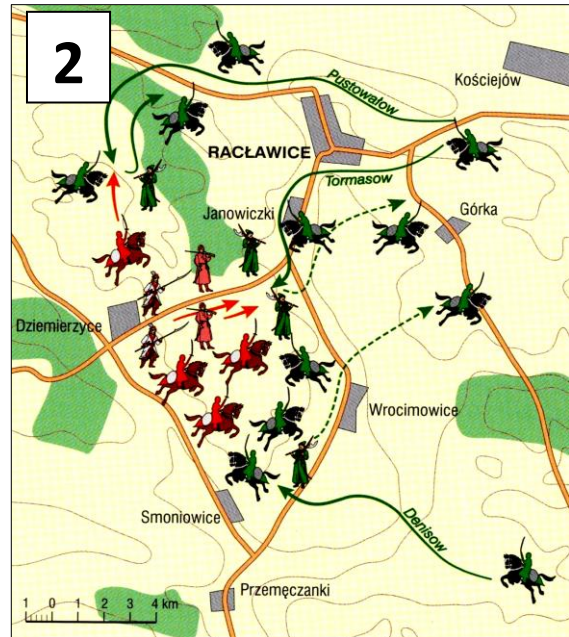 2
Pustowałow
Kościejów
RACŁAWICE
Tormasow
Janowiczki
Górka
Dziemierzyce
Wrocimowice
Smoniowice
Denisow
Przemęczanki
1 0 1 2 3 4 km